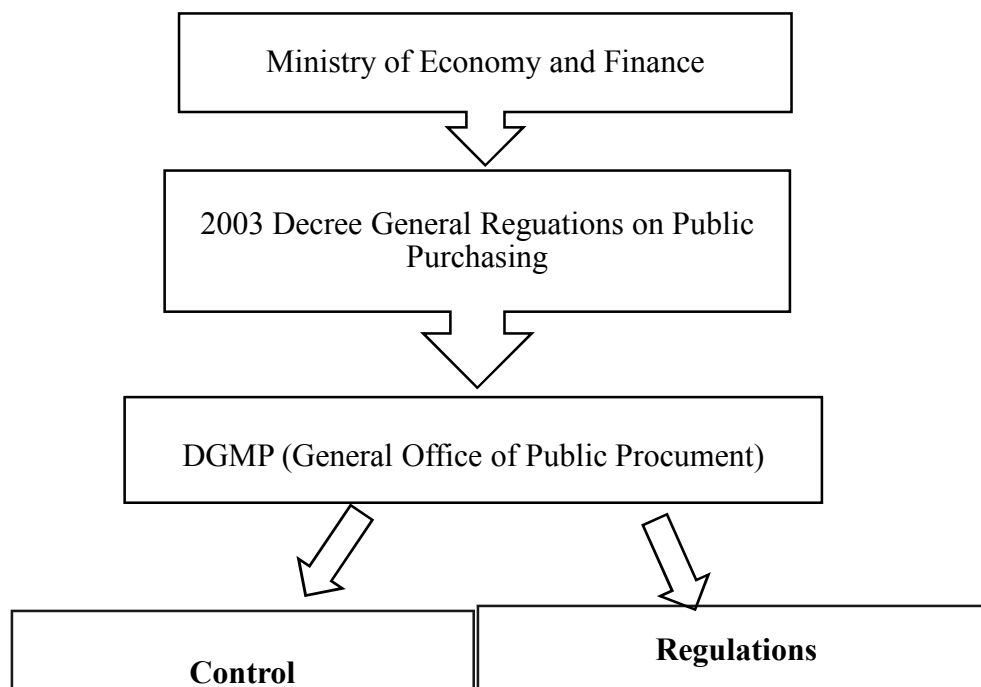 Ministry of Economy and Finance
2003 Decree General Reguations on Public
Purchasing
DGMP (General Office of Public Procument)
Control
Regulations